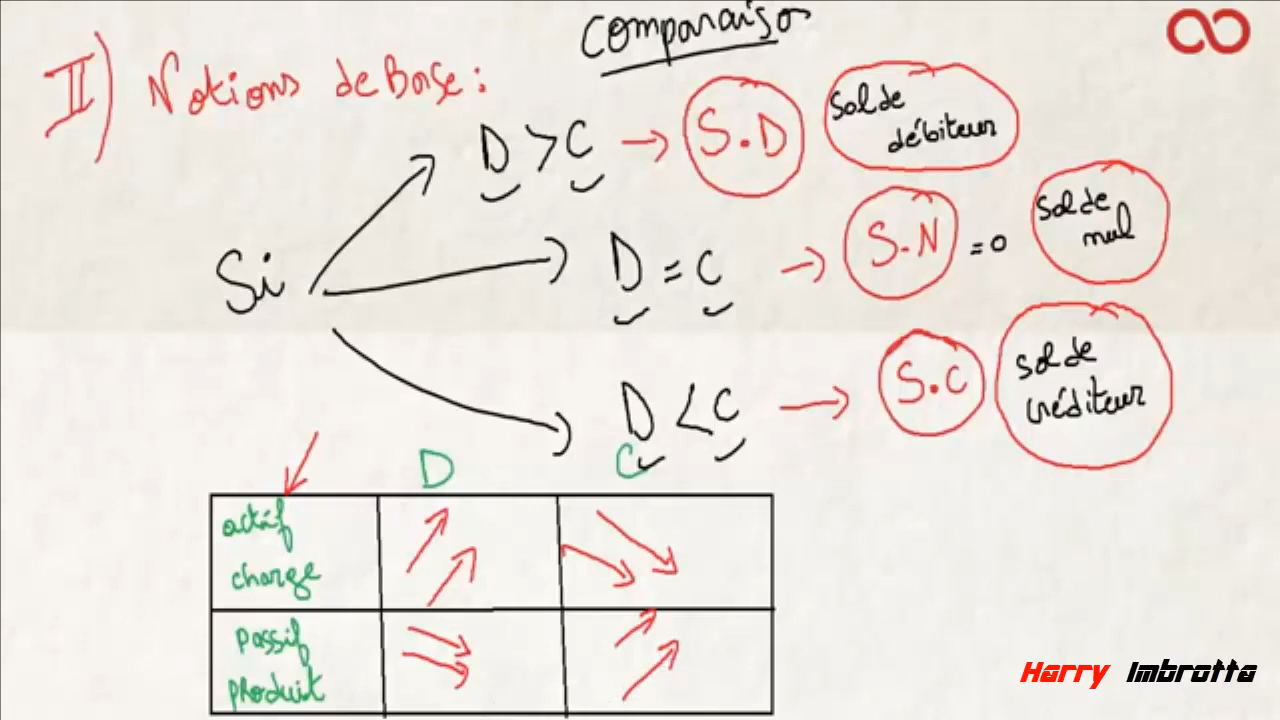 Comparaison
II) Notions de Base :
D > C → S.D solde débiteur
Si D = C → S.N = 0 solde nul
D < C → S.C solde créditeur
D C
actif
charge
passif
produit
Harry Imbrotta